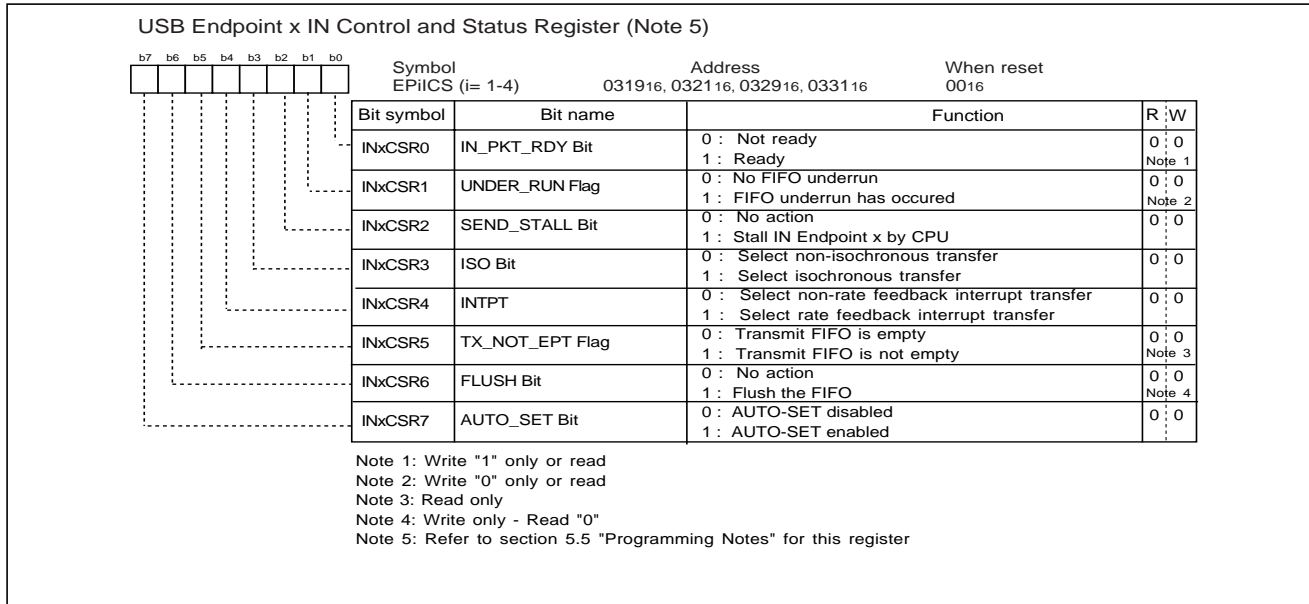 USB Endpoint x IN Control and Status Register (Note 5)
b7 b6 b5 b4 b3 b2 b1 b0
Symbol Address When reset
EPiICS (i= 1-4) 031916, 032116, 032916, 033116 0016
Bit symbol Bit name Function R W
INxCSR0 IN_PKT_RDY Bit 0 : Not ready 0 0
1 : Ready Note 1
INxCSR1 UNDER_RUN Flag 0 : No FIFO underrun 0 0
1 : FIFO underrun has occured Note 2
INxCSR2 SEND_STALL Bit 0 : No action 0 0
1 : Stall IN Endpoint x by CPU
INxCSR3 ISO Bit 0 : Select non-isochronous transfer 0 0
1 : Select isochronous transfer
INxCSR4 INTPT 0 : Select non-rate feedback interrupt transfer 0 0
1 : Select rate feedback interrupt transfer
INxCSR5 TX_NOT_EPT Flag 0 : Transmit FIFO is empty 0 0
1 : Transmit FIFO is not empty Note 3
INxCSR6 FLUSH Bit 0 : No action 0 0
1 : Flush the FIFO Note 4
INxCSR7 AUTO_SET Bit 0 : AUTO-SET disabled 0 0
1 : AUTO-SET enabled
Note 1: Write "1" only or read
Note 2: Write "0" only or read
Note 3: Read only
Note 4: Write only - Read "0"
Note 5: Refer to section 5.5 "Programming Notes" for this register